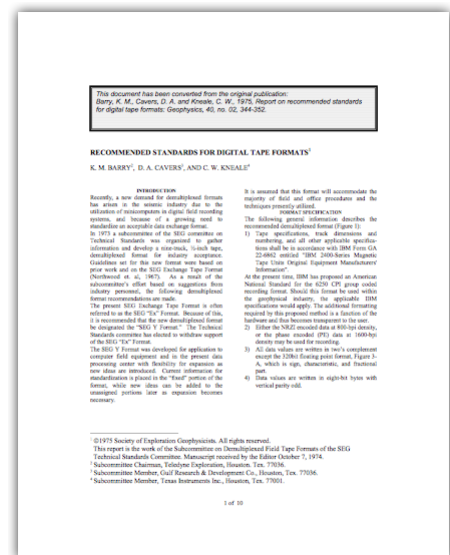 This document has been converted from the original publication:
Barry, K. M., Cavers, D. A. and Kneale, C. W., 1975, Report on recommended standards
for digital tape formats: Geophysics, 40, no. 02, 344-352.
RECOMMENDED STANDARDS FOR DIGITAL TAPE FORMATS¹
K. M. BARRY², D. A. CAVERS³, AND C. W. KNEALE⁴
INTRODUCTION
Recently, a new demand for demultiplexed formats
has arisen in the seismic industry due to the
utilization of minicomputers in digital field recording
systems, and because of a growing need to
standardize an acceptable data exchange format.
In 1973 a subcommittee of the SEG committee on
Technical Standards was organized to gather
information and develop a nine-track, ½-inch tape,
demultiplexed format for industry acceptance.
Guidelines set for this new format were based on
prior work and on the SEG Exchange Tape Format
(Northwood et al, 1967). As a result of the
subcommittee's effort based on suggestions from
industry personnel, the following demultiplexed
format recommendations are made.
The present SEG Exchange Tape Format is often
referred to as the SEG "Ex" Format. Because of this,
it is recommended that the new demultiplexed format
be designated the "SEG Y Format." The Technical
Standards committee has elected to withdraw support
of the SEG "Ex" Format.
The SEG Y Format was developed for application to
computer field equipment and in the present data
processing center with flexibility for expansion as
new ideas are introduced. Current information for
standardization is placed in the "fixed" portion of the
format, while new ideas can be added to the
unassigned portions later as expansion becomes
necessary.
It is assumed that this format will accommodate the
majority of field and office procedures and the
techniques presently utilized.
FORMAT SPECIFICATION
The following general information describes the
recommended demultiplexed format (Figure 1):
1) Tape specifications, track dimensions and
numbering, and all other applicable specifica-
tions shall be in accordance with IBM Form GA
22-6862 entitled "IBM 2400-Series Magnetic
Tape Units Original Equipment Manufacturers'
Information".
At the present time, IBM has proposed an American
National Standard for the 6250 CPI group coded
recording format. Should this format be used within
the geophysical industry, the applicable IBM
specifications would apply. The additional formatting
required by this proposed method is a function of the
hardware and thus becomes transparent to the user.
2) Either the NRZI encoded data at 800-bpi density,
or the phase encoded (PE) data at 1600-bpi
density may be used for recording.
3) All data values are written in two's complement
except the 32-bit floating point format, Figure 3-
A, which is sign, characteristic, and fractional
part.
4) Data values are written in eight-bit bytes with
vertical parity odd.
¹ ©1975 Society of Exploration Geophysicists. All rights reserved.
This report is the work of the Subcommittee on Demultiplexed Field Tape Formats of the SEG
Technical Standards Committee. Manuscript received by the Editor October 7, 1974.
² Subcommittee Chairman, Teledyne Exploration, Houston, Tex. 77036.
³ Subcommittee Member, Gulf Research & Development Co., Houston, Tex. 77036.
⁴ Subcommittee Member, Texas Instruments Inc., Houston, Tex. 77001.
1 of 10